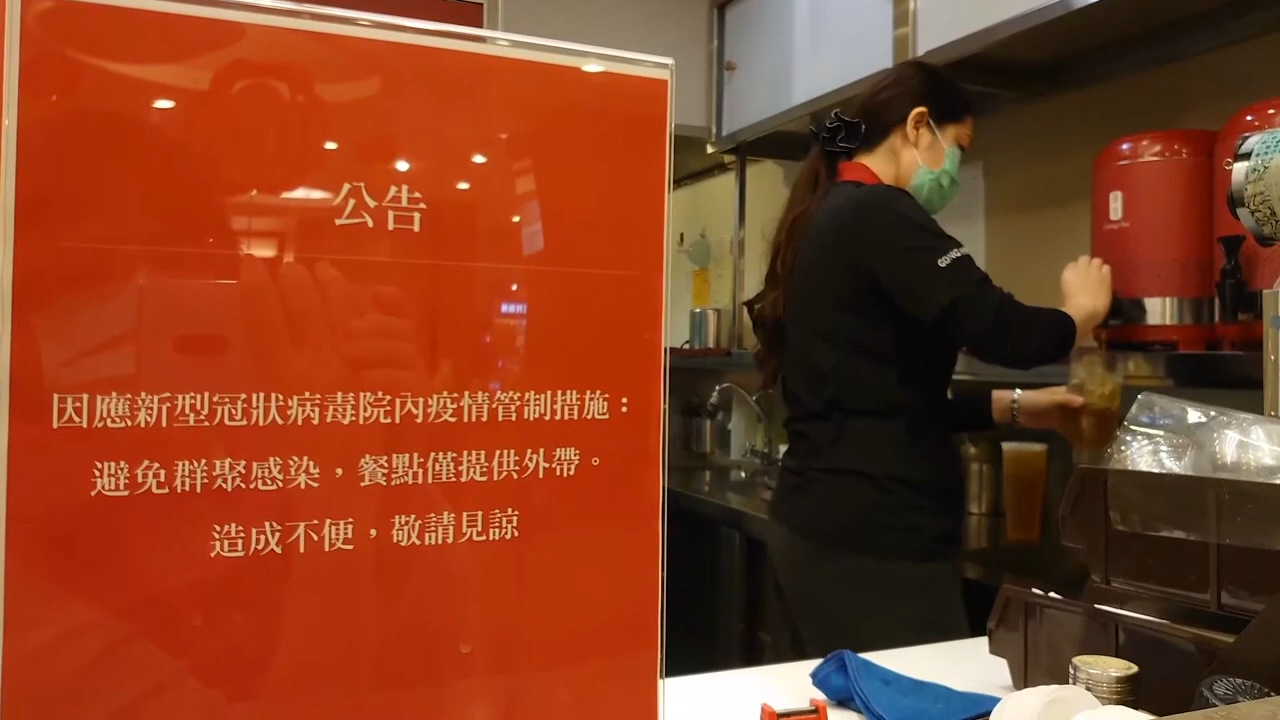 公告
因應新型冠狀病毒院內疫情管制措施：
避免群聚感染，餐點僅提供外帶。
造成不便，敬請見諒
GONG